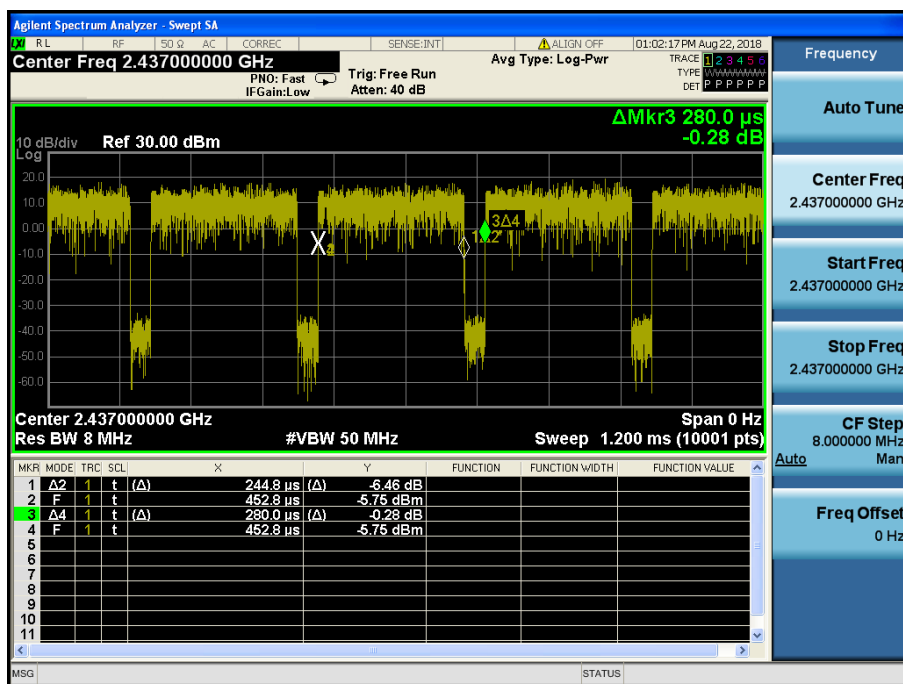 Agilent Spectrum Analyzer - Swept SA
LXI RL RF 50 Ω AC CORREC SENSE:INT ALIGN OFF 01:02:17 PM Aug 22, 2018
Center Freq 2.437000000 GHz
Avg Type: Log-Pwr
TRACE 1 2 3 4 5 6
PNO: Fast
Trig: Free Run
TYPE WWWWWW
IFGain:Low
Atten: 40 dB
DET P P P P P P
ΔMkr3 280.0 µs
-0.28 dB
10 dB/div
Ref 30.00 dBm
Log
20.0
10.0
0.00
-10.0
-20.0
-30.0
-40.0
-50.0
-60.0
3Δ4
Center 2.437000000 GHz
Span 0 Hz
Res BW 8 MHz
#VBW 50 MHz
Sweep 1.200 ms (10001 pts)
MKR MODE TRC SCL X Y FUNCTION FUNCTION WIDTH FUNCTION VALUE
1 Δ2 1 t (Δ) 244.8 µs (Δ) -6.46 dB
2 F 1 t 452.8 µs -5.75 dBm
3 Δ4 1 t (Δ) 280.0 µs (Δ) -0.28 dB
4 F 1 t 452.8 µs -5.75 dBm
5
6
7
8
9
10
11
MSG
STATUS
Frequency
Auto Tune
Center Freq
2.437000000 GHz
Start Freq
2.437000000 GHz
Stop Freq
2.437000000 GHz
CF Step
8.000000 MHz
Auto Man
Freq Offset
0 Hz